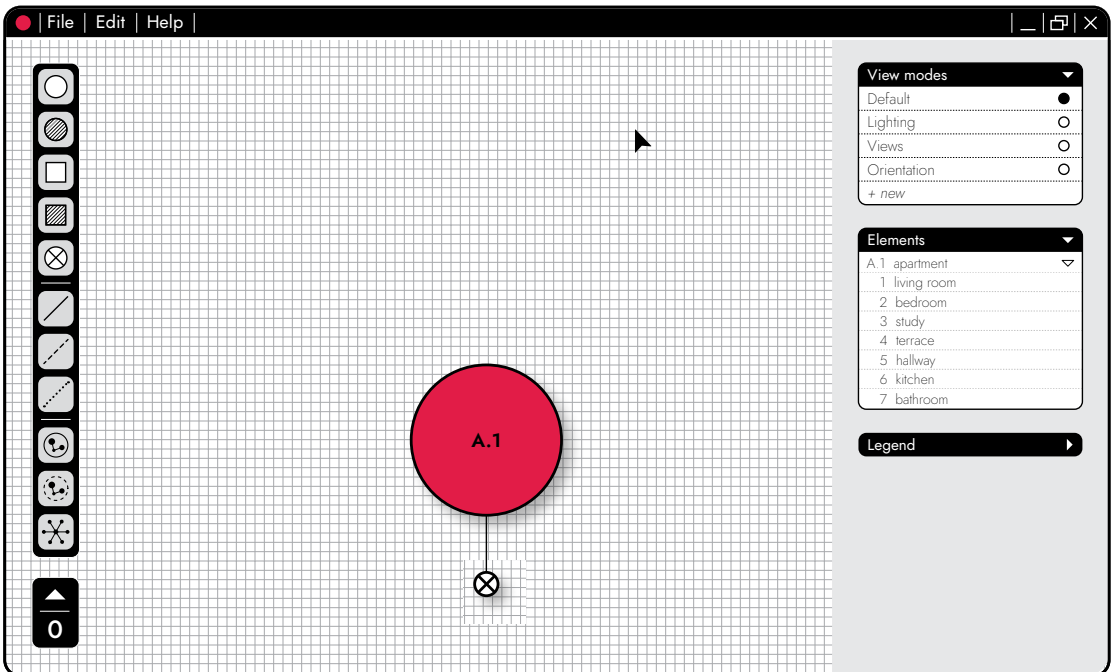 File | Edit | Help |
View modes
Default
Lighting
Views
Orientation
+ new
Elements
A.1 apartment
1 living room
2 bedroom
3 study
4 terrace
5 hallway
6 kitchen
7 bathroom
Legend
A.1
0